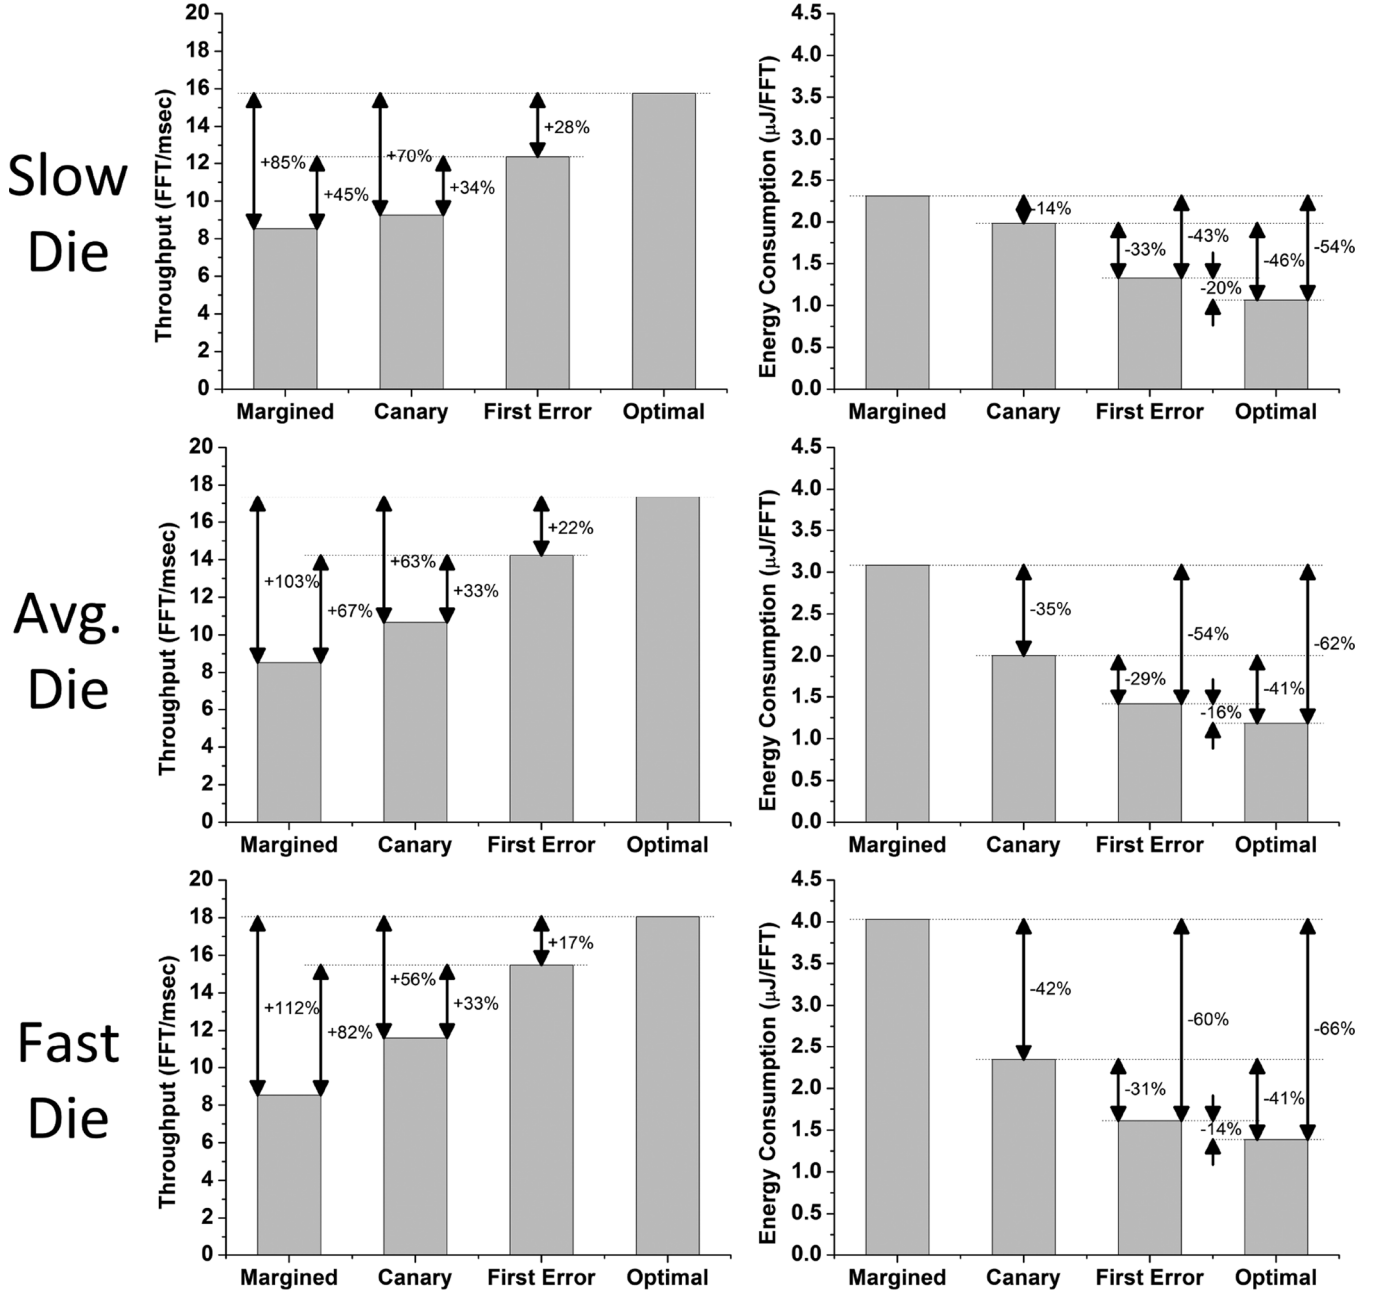 Slow
Die
Throughput (FFT/msec)
20
18
16
14
12
10
8
6
4
2
0
+85%
+45%
+70%
+34%
+28%
Margined
Canary
First Error
Optimal
Energy Consumption (μJ/FFT)
4.5
4.0
3.5
3.0
2.5
2.0
1.5
1.0
0.5
0.0
-14%
-33%
-43%
-20%
-46%
-54%
Margined
Canary
First Error
Optimal
Avg.
Die
Throughput (FFT/msec)
20
18
16
14
12
10
8
6
4
2
0
+103%
+67%
+63%
+33%
+22%
Margined
Canary
First Error
Optimal
Energy Consumption (μJ/FFT)
4.5
4.0
3.5
3.0
2.5
2.0
1.5
1.0
0.5
0.0
-35%
-29%
-54%
-16%
-41%
-62%
Margined
Canary
First Error
Optimal
Fast
Die
Throughput (FFT/msec)
20
18
16
14
12
10
8
6
4
2
0
+112%
+82%
+56%
+33%
+17%
Margined
Canary
First Error
Optimal
Energy Consumption (μJ/FFT)
4.5
4.0
3.5
3.0
2.5
2.0
1.5
1.0
0.5
0.0
-42%
-31%
-60%
-14%
-41%
-66%
Margined
Canary
First Error
Optimal